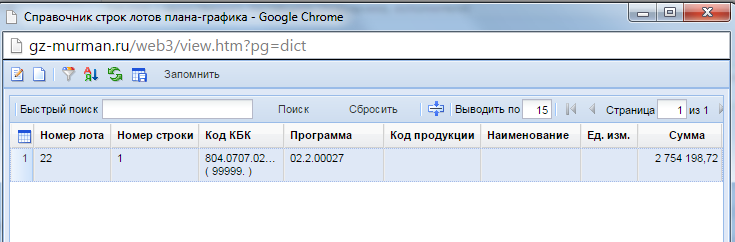 Справочник строк лотов плана-графика - Google Chrome
gz-murman.ru/web3/view.htm?pg=dict
Запомнить
Быстрый поиск Поиск Сбросить Выводить по 15 Страница 1 из 1
Номер лота Номер строки Код КБК Программа Код продукции Наименование Ед. изм. Сумма
1 22 1 804.0707.02... 02.2.00027 2 754 198,72
( 99999. )